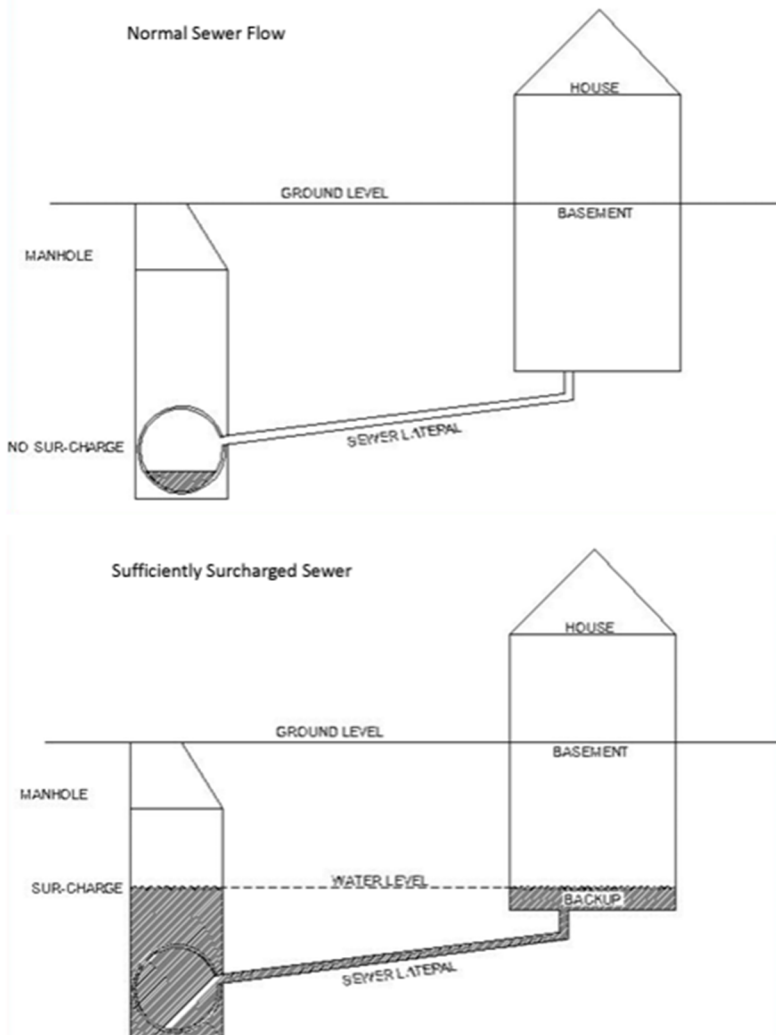 Normal Sewer Flow
HOUSE
GROUND LEVEL
BASEMENT
MANHOLE
NO SUR-CHARGE
SEWER LATERAL
Sufficiently Surcharged Sewer
HOUSE
GROUND LEVEL
BASEMENT
MANHOLE
SUR-CHARGE
WATER LEVEL
BACKUP
SEWER LATERAL